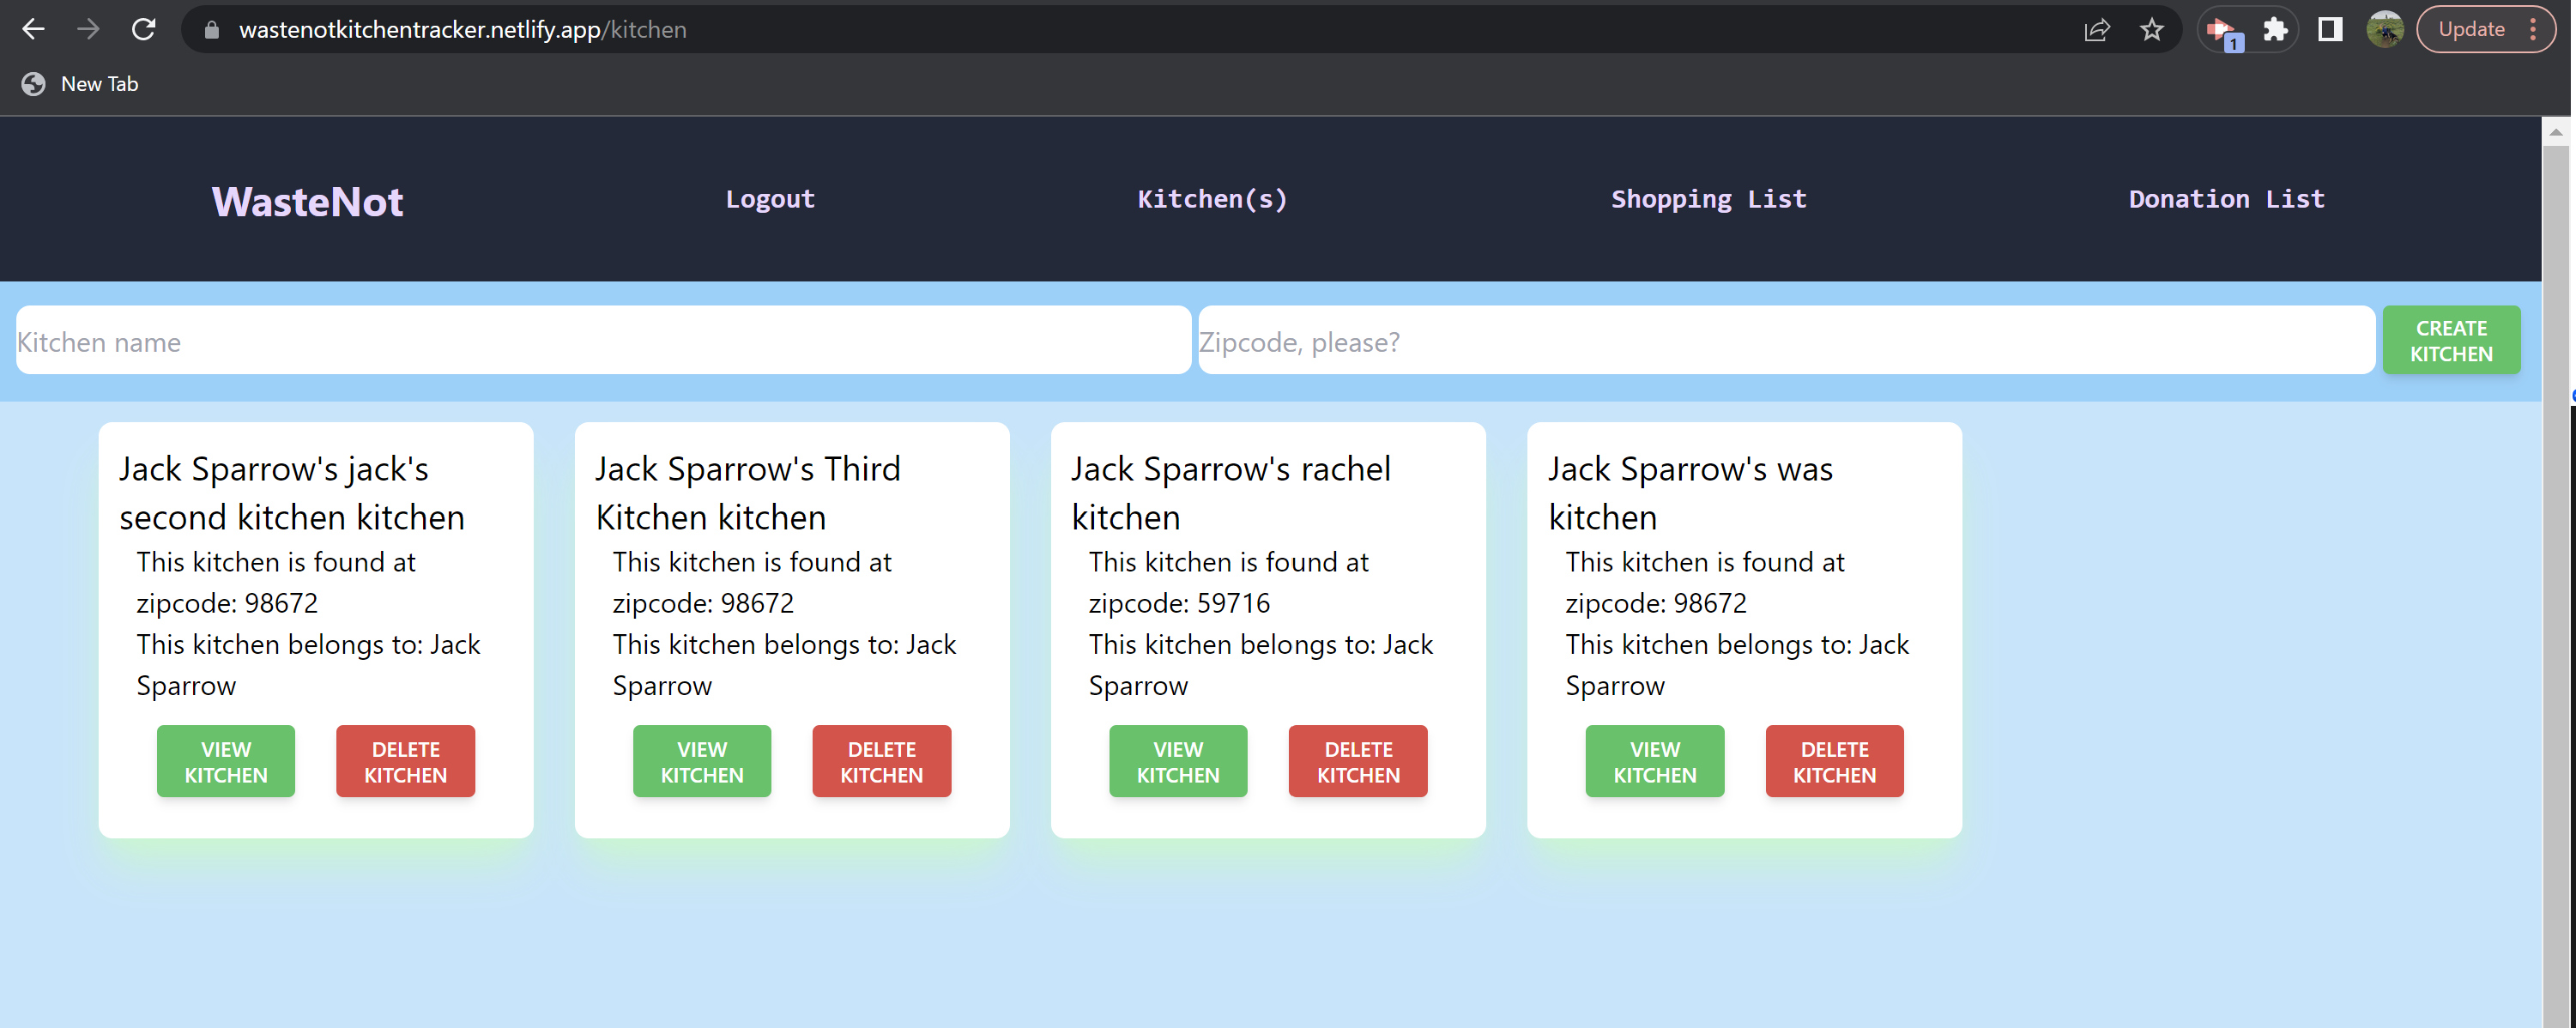 wastenotkitchentracker.netlify.app/kitchen
1
Update
New Tab
WasteNot
Logout
Kitchen(s)
Shopping List
Donation List
Kitchen name
Zipcode, please?
CREATE
KITCHEN
Jack Sparrow's jack's
second kitchen kitchen
This kitchen is found at
zipcode: 98672
This kitchen belongs to: Jack
Sparrow
VIEW
KITCHEN
DELETE
KITCHEN
Jack Sparrow's Third
Kitchen kitchen
This kitchen is found at
zipcode: 98672
This kitchen belongs to: Jack
Sparrow
VIEW
KITCHEN
DELETE
KITCHEN
Jack Sparrow's rachel
kitchen
This kitchen is found at
zipcode: 59716
This kitchen belongs to: Jack
Sparrow
VIEW
KITCHEN
DELETE
KITCHEN
Jack Sparrow's was
kitchen
This kitchen is found at
zipcode: 98672
This kitchen belongs to: Jack
Sparrow
VIEW
KITCHEN
DELETE
KITCHEN